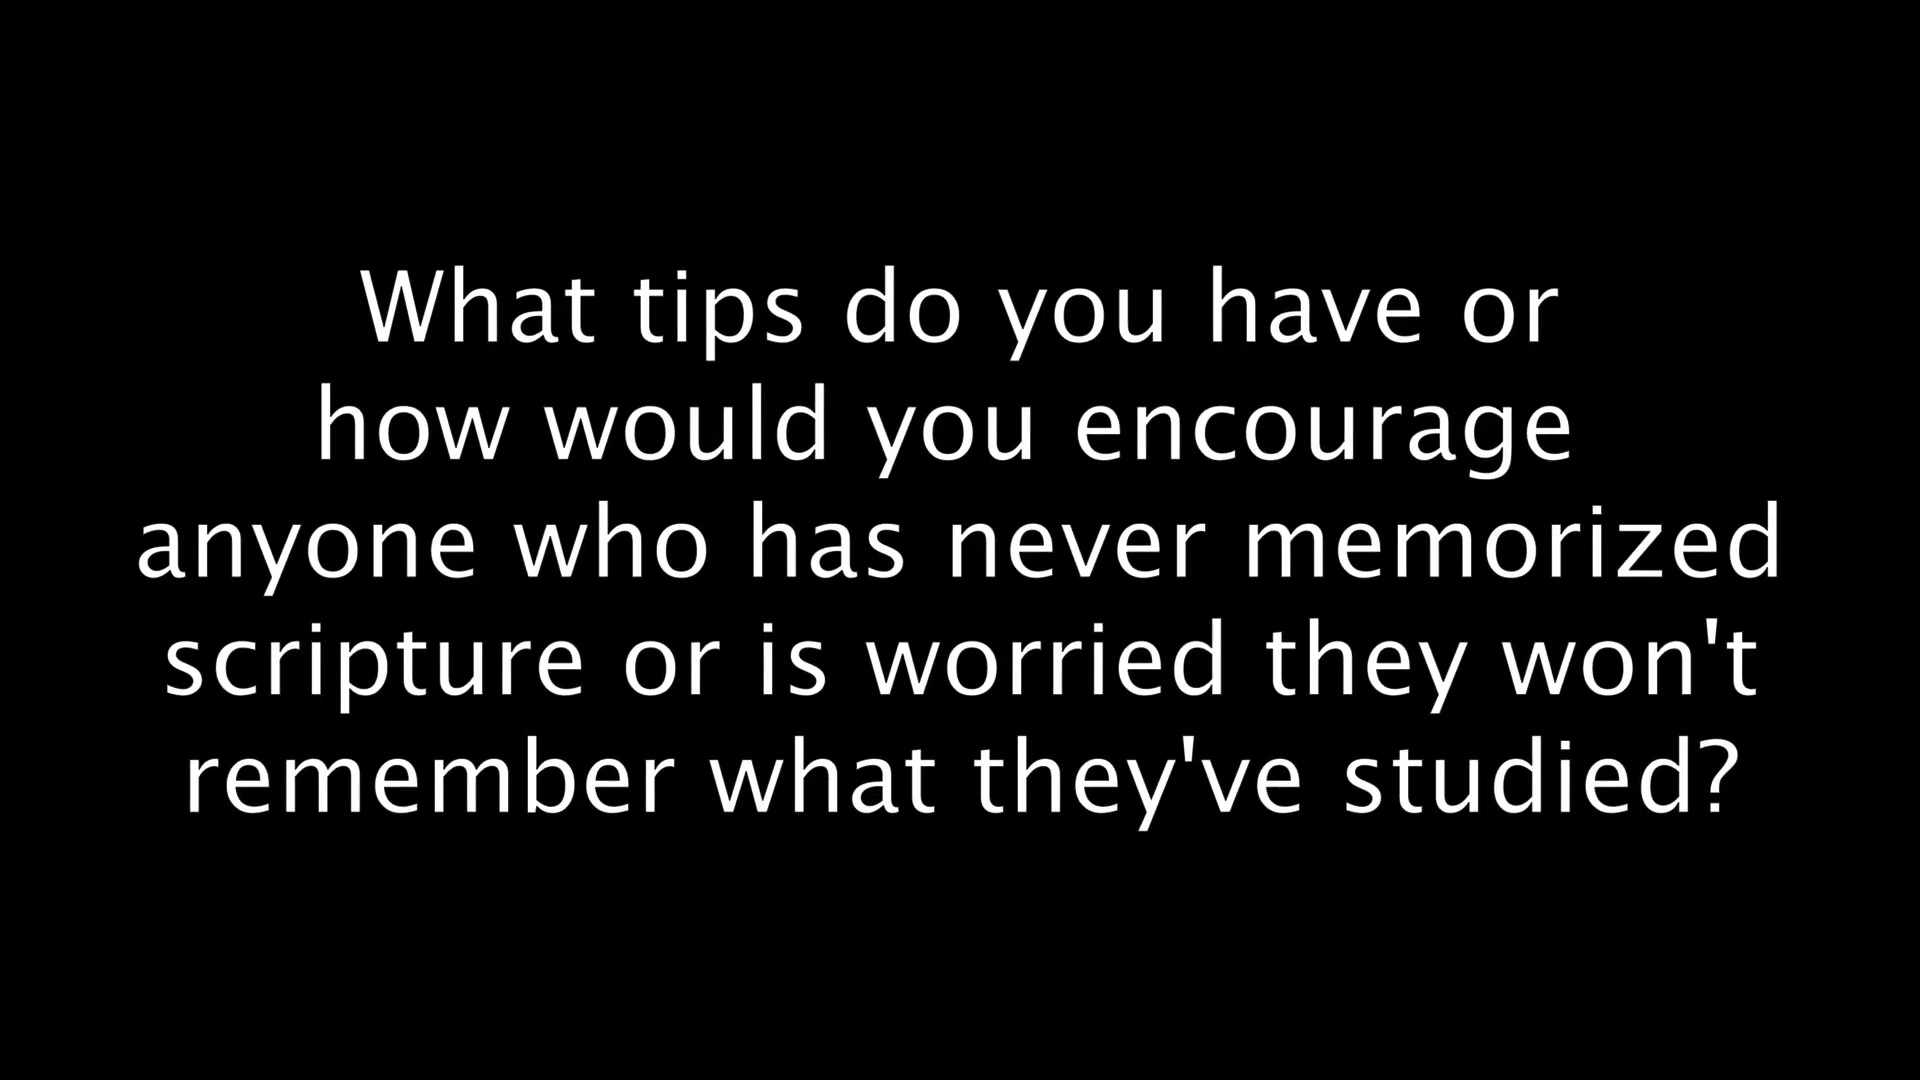 What tips do you have or
how would you encourage
anyone who has never memorized
scripture or is worried they won't
remember what they've studied?